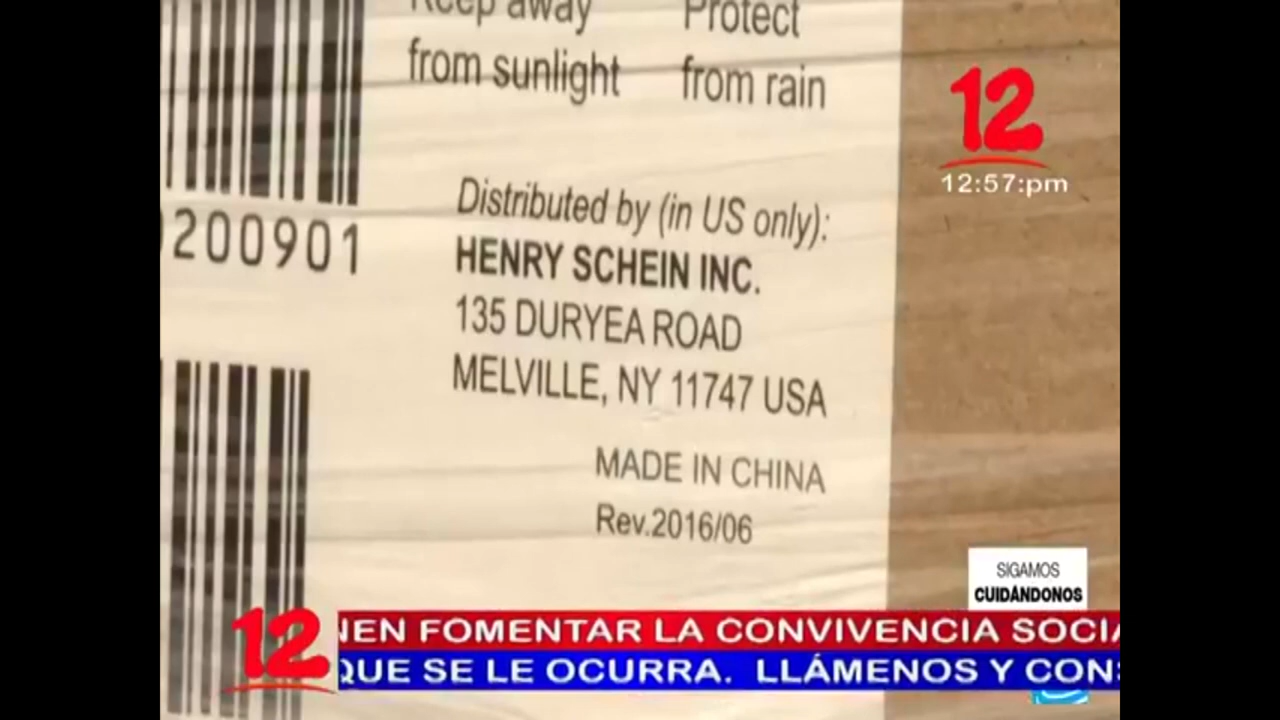 Keep away
from sunlight
Protect
from rain
12
12:57:pm
Distributed by (in US only):
HENRY SCHEIN INC.
135 DURYEA ROAD
MELVILLE, NY 11747 USA
200901
MADE IN CHINA
Rev.2016/06
SIGAMOS
CUIDÁNDONOS
12
NEN FOMENTAR LA CONVIVENCIA SOCIA
QUE SE LE OCURRA. LLÁMENOS Y CONS